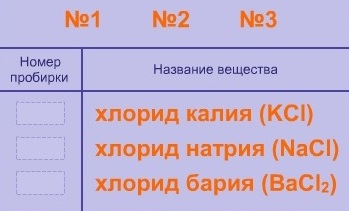 №1 №2 №3
Номер пробирки Название вещества
хлорид калия (KCl)
хлорид натрия (NaCl)
хлорид бария (BaCl₂)